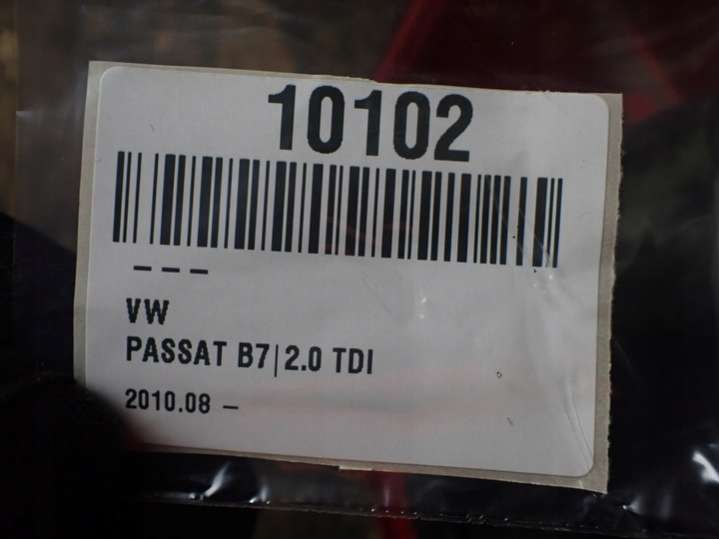 10102
– – –
VW
PASSAT B7|2.0 TDI
2010.08 –